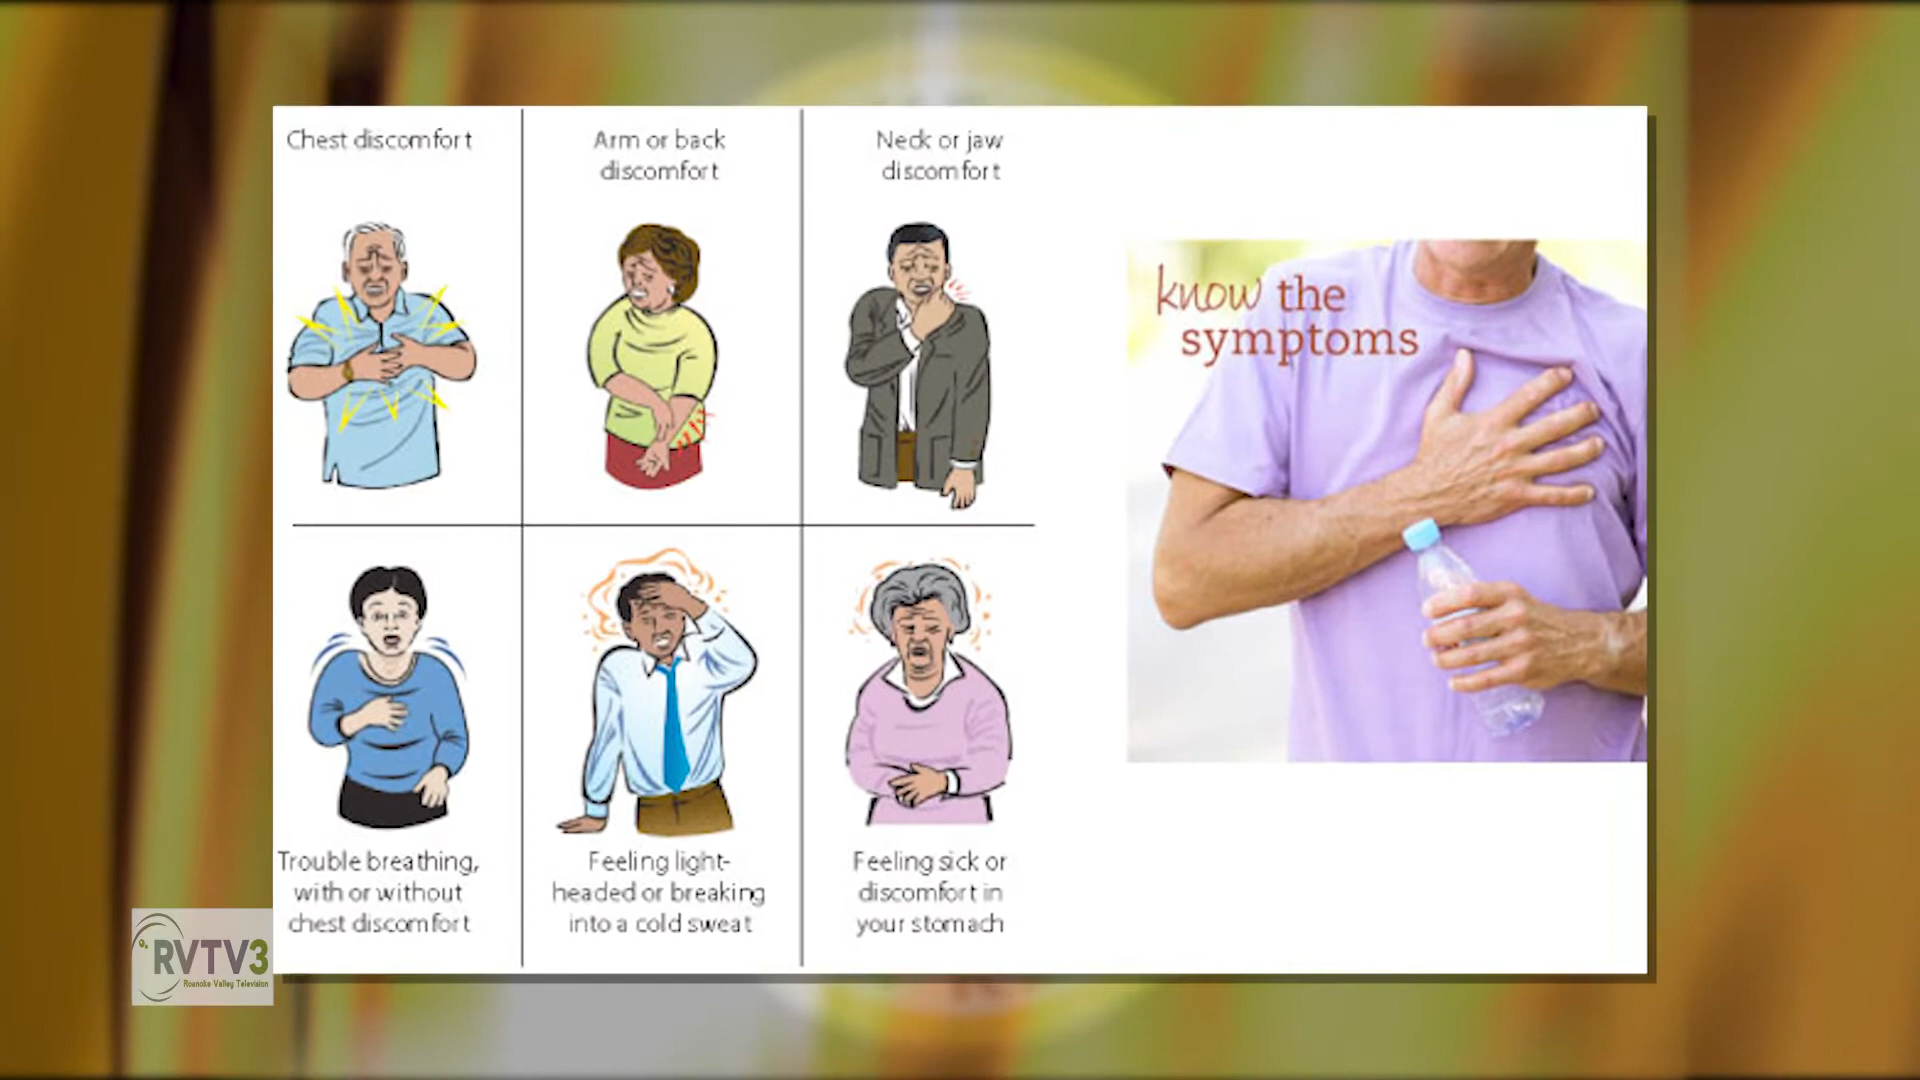 Chest discomfort
Arm or back
discomfort
Neck or jaw
discomfort
know the
symptoms
Trouble breathing,
with or without
chest discomfort
Feeling light-
headed or breaking
into a cold sweat
Feeling sick or
discomfort in
your stomach
RVTV3
Roanoke Valley Television